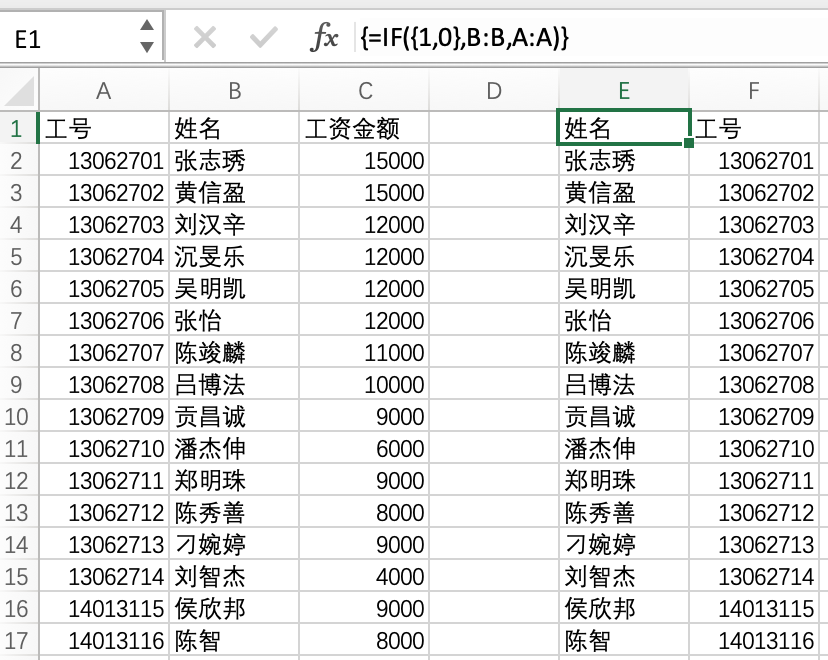 E1 fx {=IF({1,0},B:B,A:A)}
A B C D E F
1 工号 姓名 工资金额 姓名 工号
2 13062701 张志琇 15000 张志琇 13062701
3 13062702 黄信盈 15000 黄信盈 13062702
4 13062703 刘汉辛 12000 刘汉辛 13062703
5 13062704 沉旻乐 12000 沉旻乐 13062704
6 13062705 吴明凯 12000 吴明凯 13062705
7 13062706 张怡 12000 张怡 13062706
8 13062707 陈竣麟 11000 陈竣麟 13062707
9 13062708 吕博法 10000 吕博法 13062708
10 13062709 贡昌诚 9000 贡昌诚 13062709
11 13062710 潘杰伸 6000 潘杰伸 13062710
12 13062711 郑明珠 9000 郑明珠 13062711
13 13062712 陈秀善 8000 陈秀善 13062712
14 13062713 刁婉婷 9000 刁婉婷 13062713
15 13062714 刘智杰 4000 刘智杰 13062714
16 14013115 侯欣邦 9000 侯欣邦 14013115
17 14013116 陈智 8000 陈智 14013116